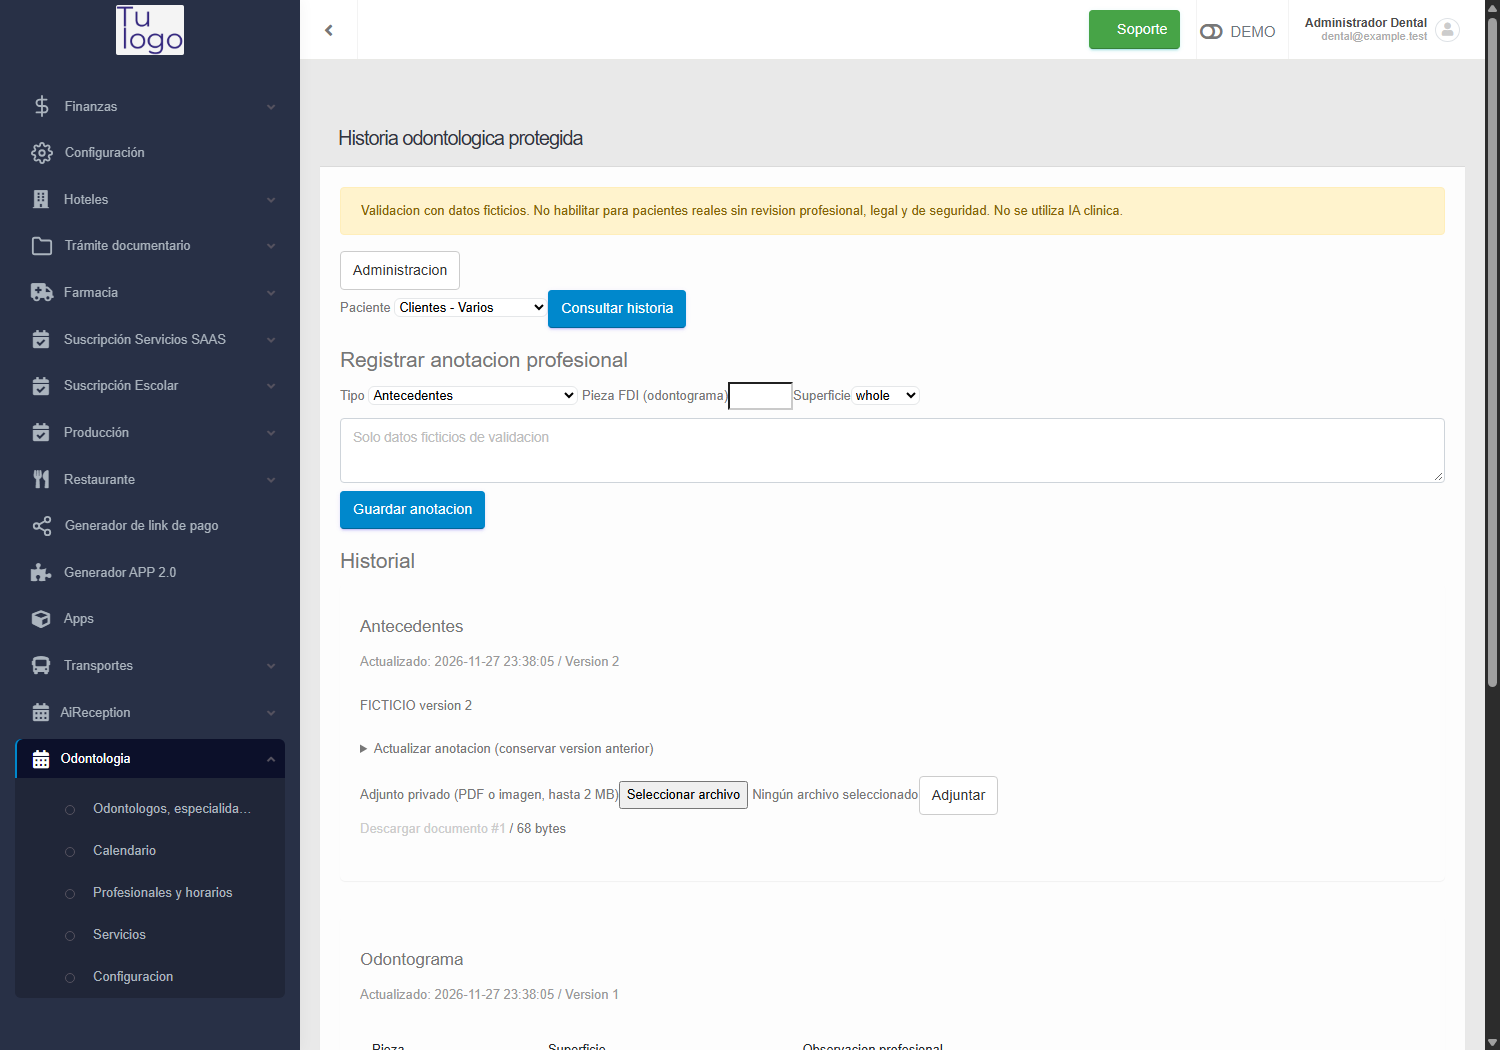 Tu
logo
Finanzas
Configuración
Hoteles
Trámite documentario
Farmacia
Suscripción Servicios SAAS
Suscripción Escolar
Producción
Restaurante
Generador de link de pago
Generador APP 2.0
Apps
Transportes
AiReception
Odontologia
Odontologos, especialida...
Calendario
Profesionales y horarios
Servicios
Configuracion
Soporte
DEMO
Administrador Dental
dental@example.test
Historia odontologica protegida
Validacion con datos ficticios. No habilitar para pacientes reales sin revision profesional, legal y de seguridad. No se utiliza IA clinica.
Administracion
Paciente Clientes - Varios Consultar historia
Registrar anotacion profesional
Tipo Antecedentes Pieza FDI (odontograma) Superficie whole
Solo datos ficticios de validacion
Guardar anotacion
Historial
Antecedentes
Actualizado: 2026-11-27 23:38:05 / Version 2
FICTICIO version 2
Actualizar anotacion (conservar version anterior)
Adjunto privado (PDF o imagen, hasta 2 MB) Seleccionar archivo Ningún archivo seleccionado Adjuntar
Descargar documento #1 / 68 bytes
Odontograma
Actualizado: 2026-11-27 23:38:05 / Version 1
Pieza Superficie Observacion profesional